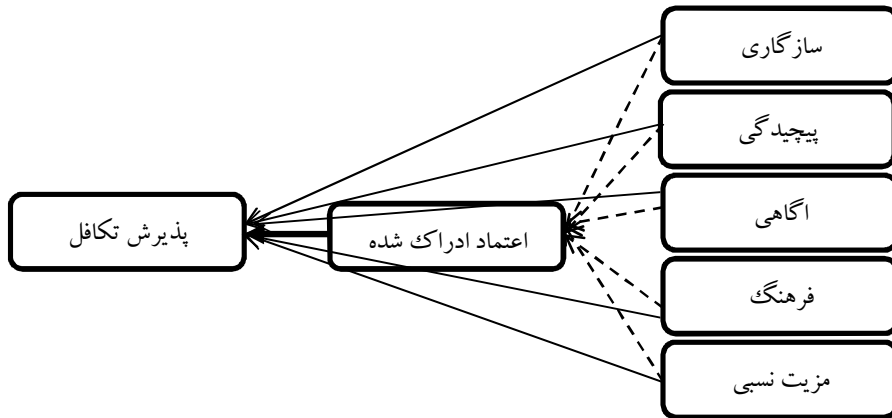 سازگاری
پیچیدگی
اگاهی
فرهنگ
مزیت نسبی
اعتماد ادراک شده
پذیرش تکافل